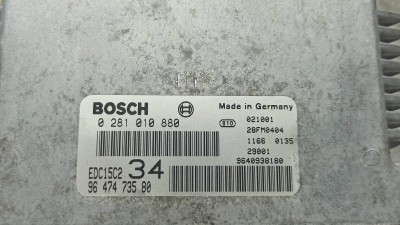 BOSCH
Made in Germany
0 281 010 880
010
021001
28FM0404
1166 0135
29001
9640938180
EDC15C2 34
96 474 735 80